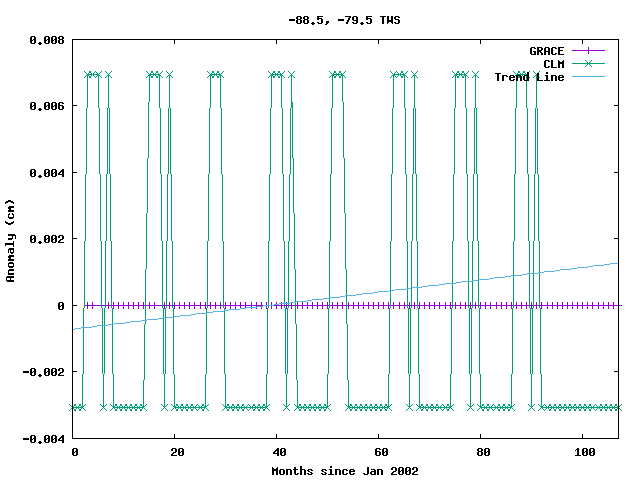 -88.5, -79.5 TWS
GRACE
CLM
Trend Line
0.008
0.006
0.004
0.002
0
-0.002
-0.004
Anomaly (cm)
0 20 40 60 80 100
Months since Jan 2002